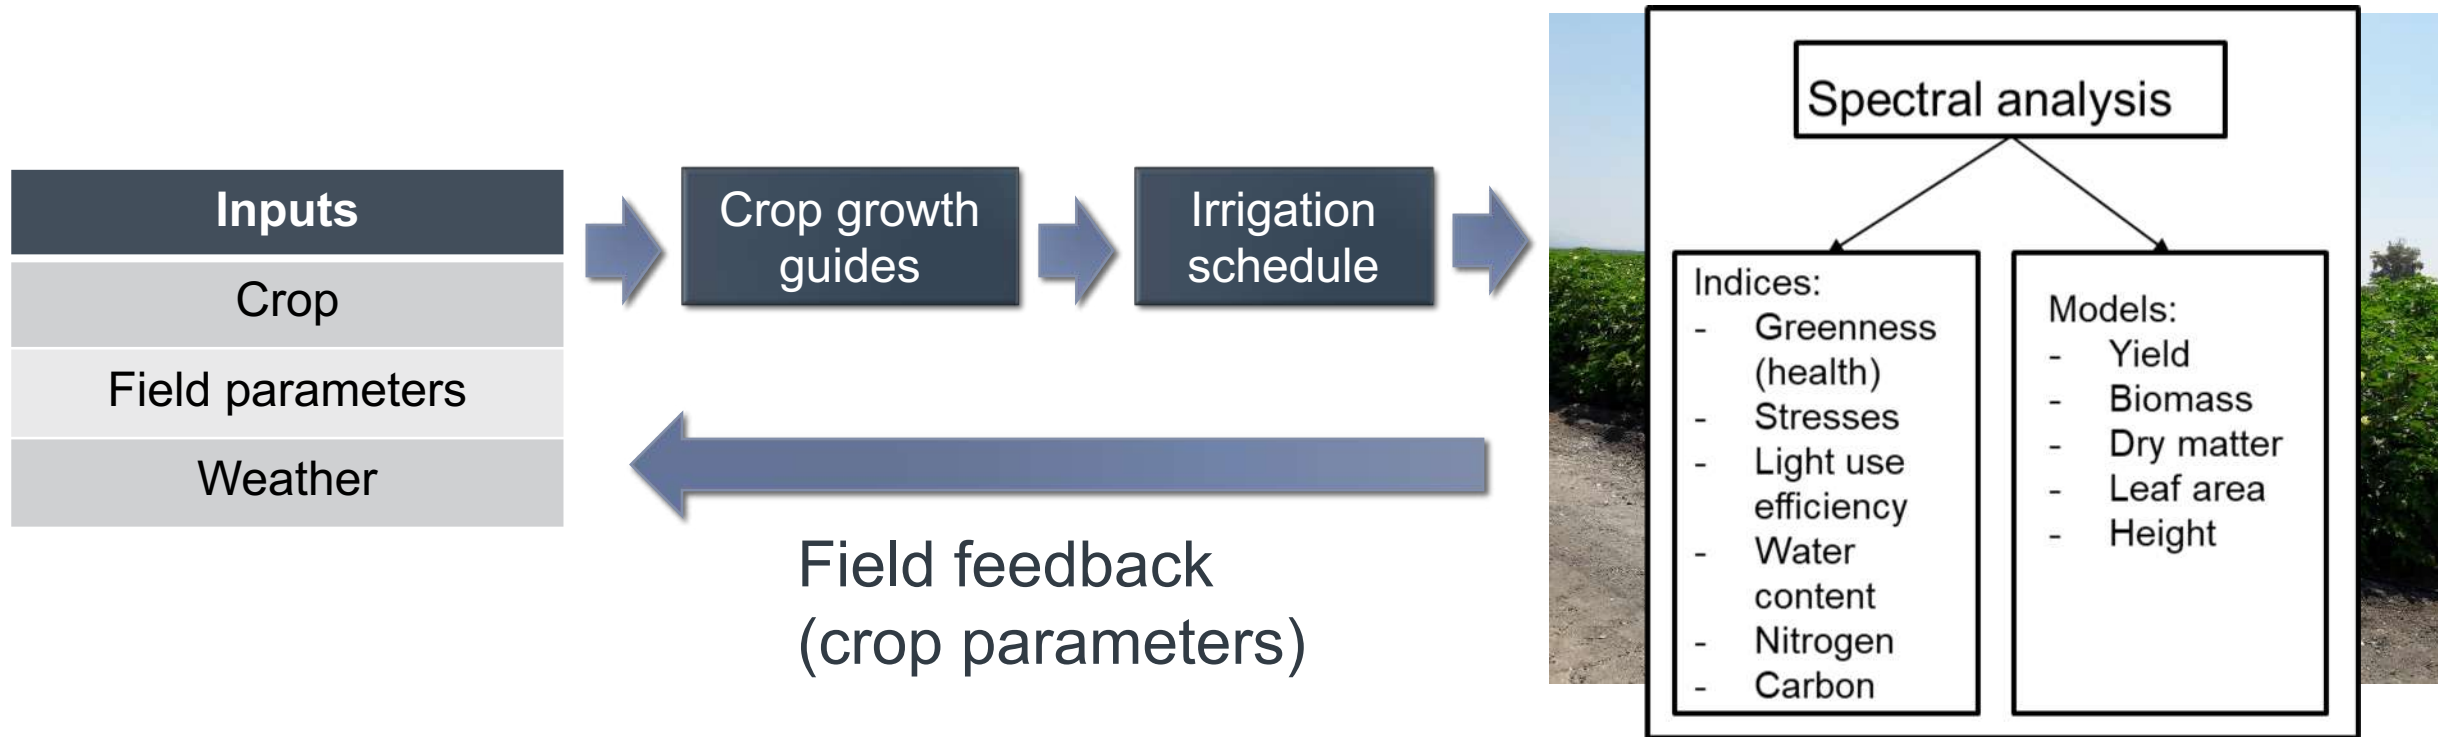 Inputs
Crop
Field parameters
Weather
Crop growth
guides
Irrigation
schedule
Field feedback
(crop parameters)
Spectral analysis
Indices:
- Greenness
(health)
- Stresses
- Light use
efficiency
- Water
content
- Nitrogen
- Carbon
Models:
- Yield
- Biomass
- Dry matter
- Leaf area
- Height